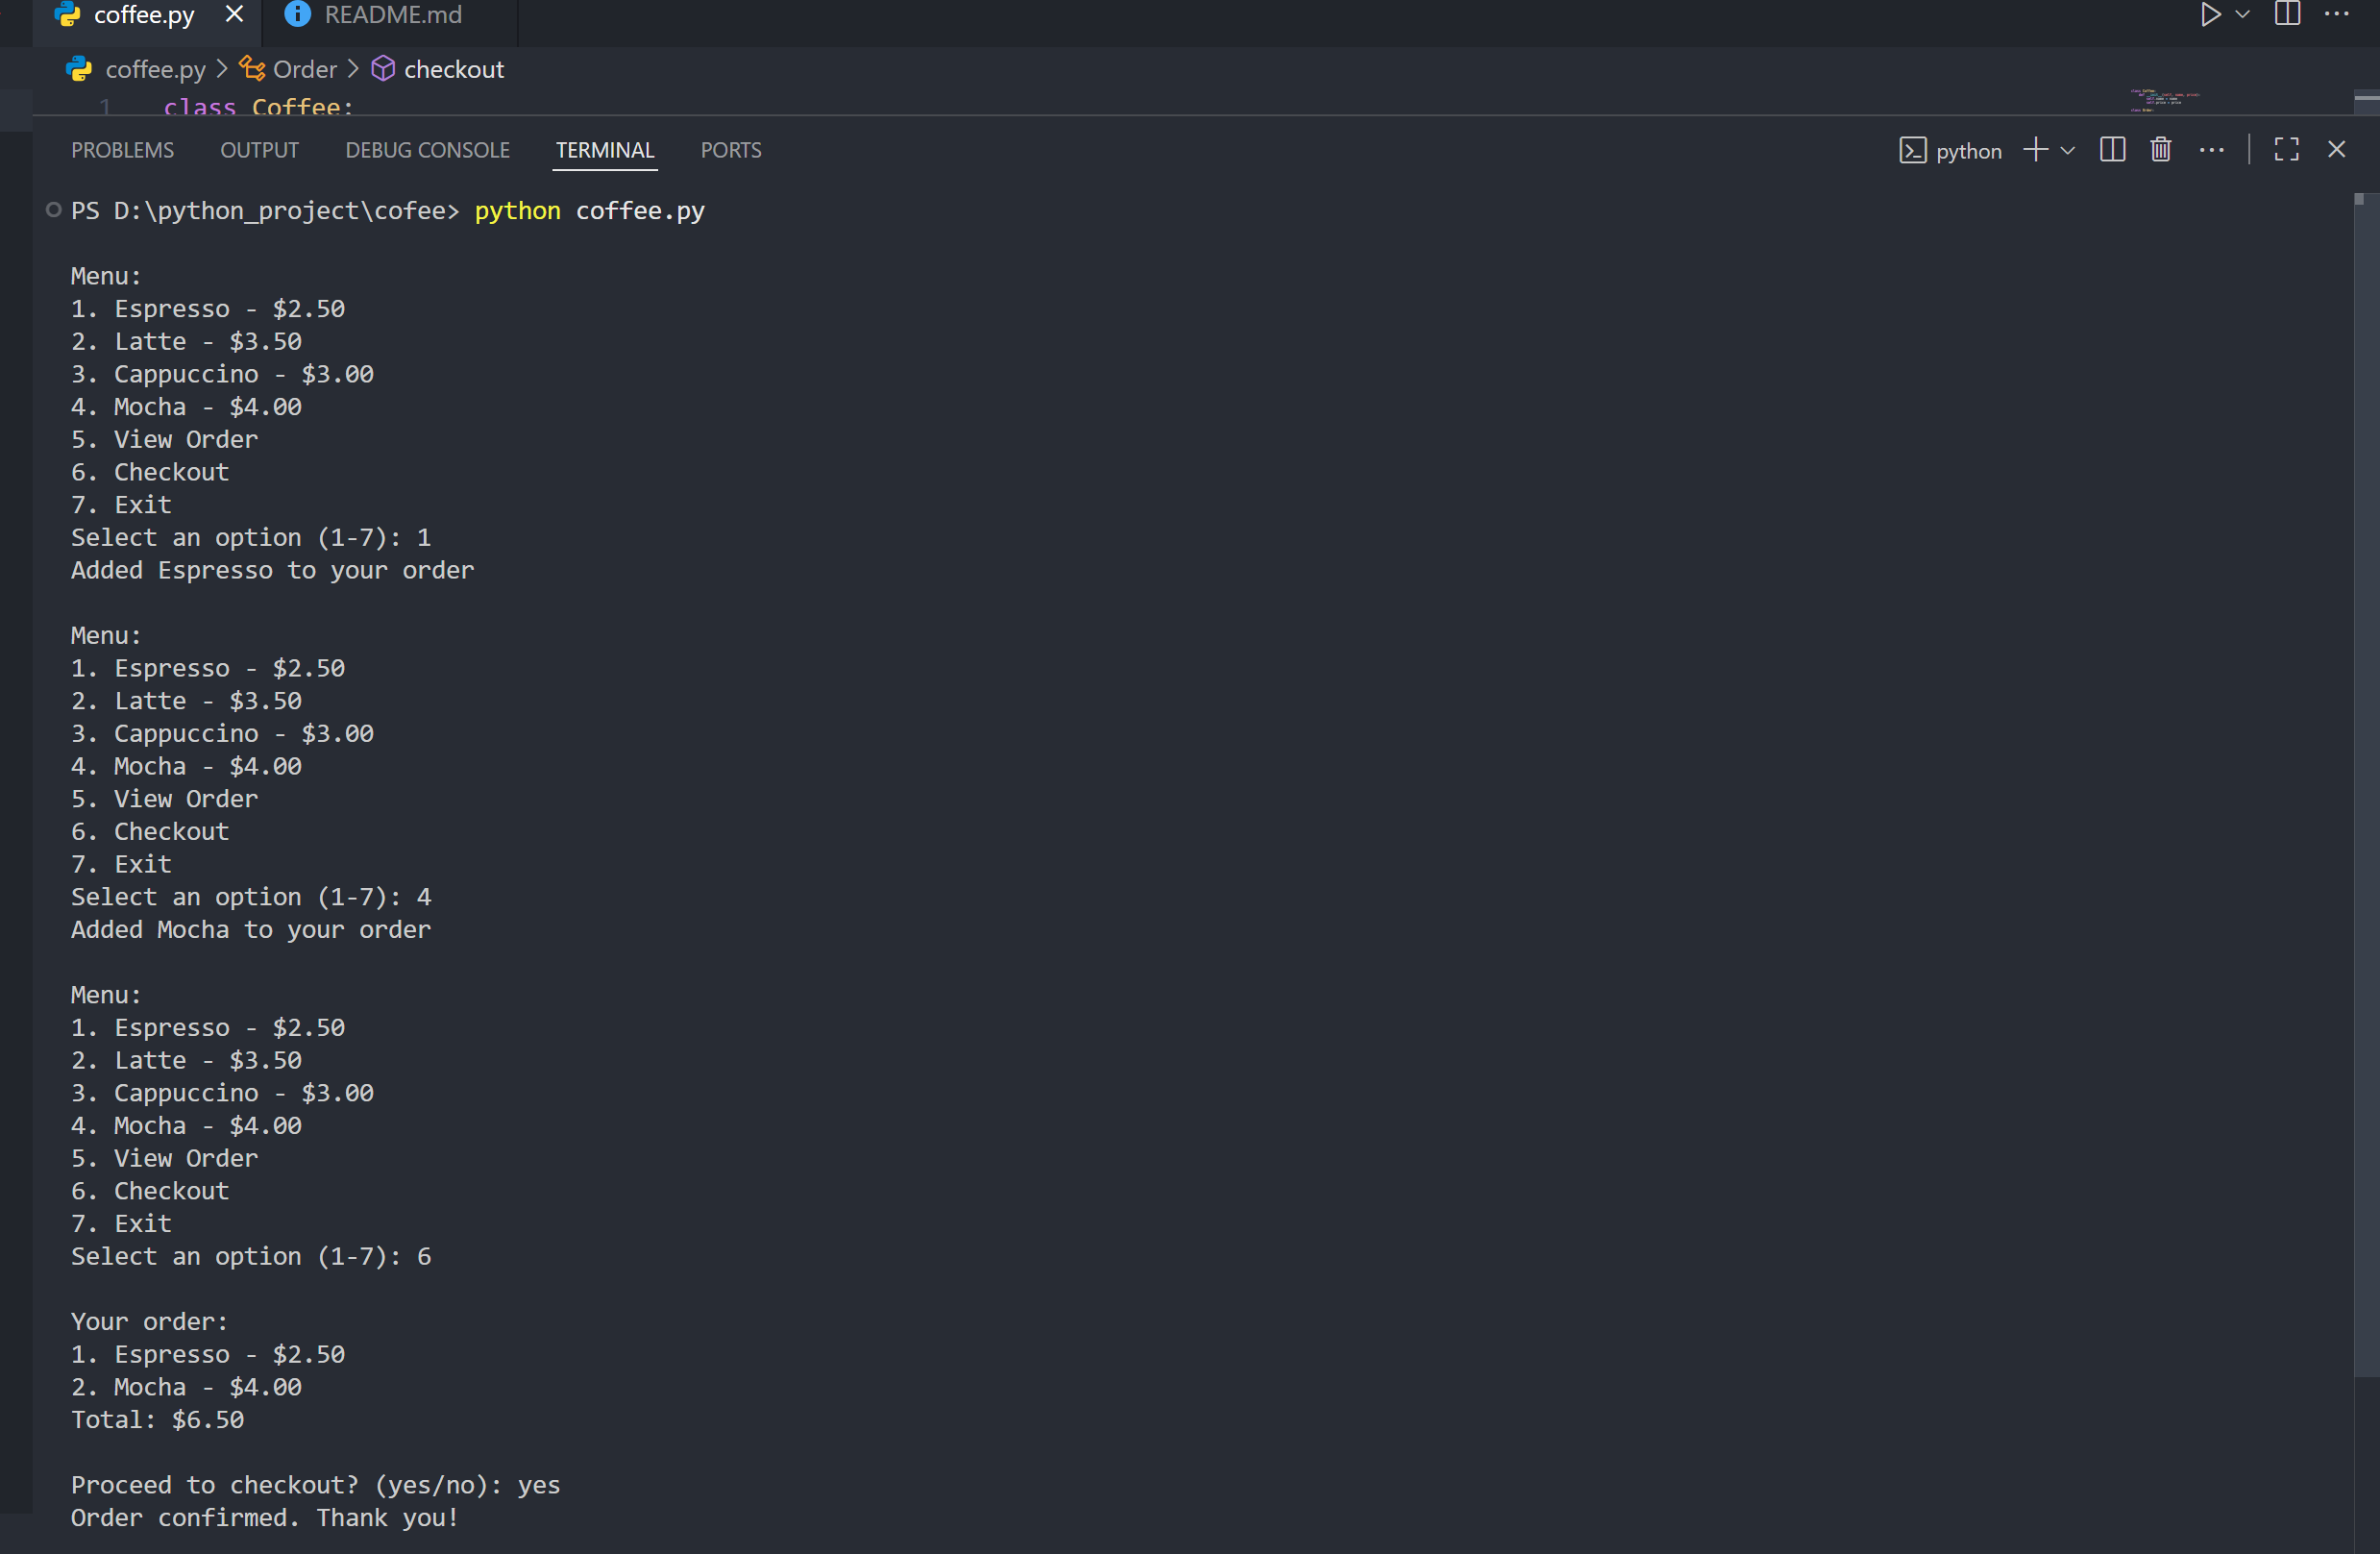 coffee.py
README.md
coffee.py > Order > checkout
1 class Coffee:
PROBLEMS OUTPUT DEBUG CONSOLE TERMINAL PORTS
python
PS D:\python_project\cofee> python coffee.py
Menu:
1. Espresso - $2.50
2. Latte - $3.50
3. Cappuccino - $3.00
4. Mocha - $4.00
5. View Order
6. Checkout
7. Exit
Select an option (1-7): 1
Added Espresso to your order
Menu:
1. Espresso - $2.50
2. Latte - $3.50
3. Cappuccino - $3.00
4. Mocha - $4.00
5. View Order
6. Checkout
7. Exit
Select an option (1-7): 4
Added Mocha to your order
Menu:
1. Espresso - $2.50
2. Latte - $3.50
3. Cappuccino - $3.00
4. Mocha - $4.00
5. View Order
6. Checkout
7. Exit
Select an option (1-7): 6
Your order:
1. Espresso - $2.50
2. Mocha - $4.00
Total: $6.50
Proceed to checkout? (yes/no): yes
Order confirmed. Thank you!